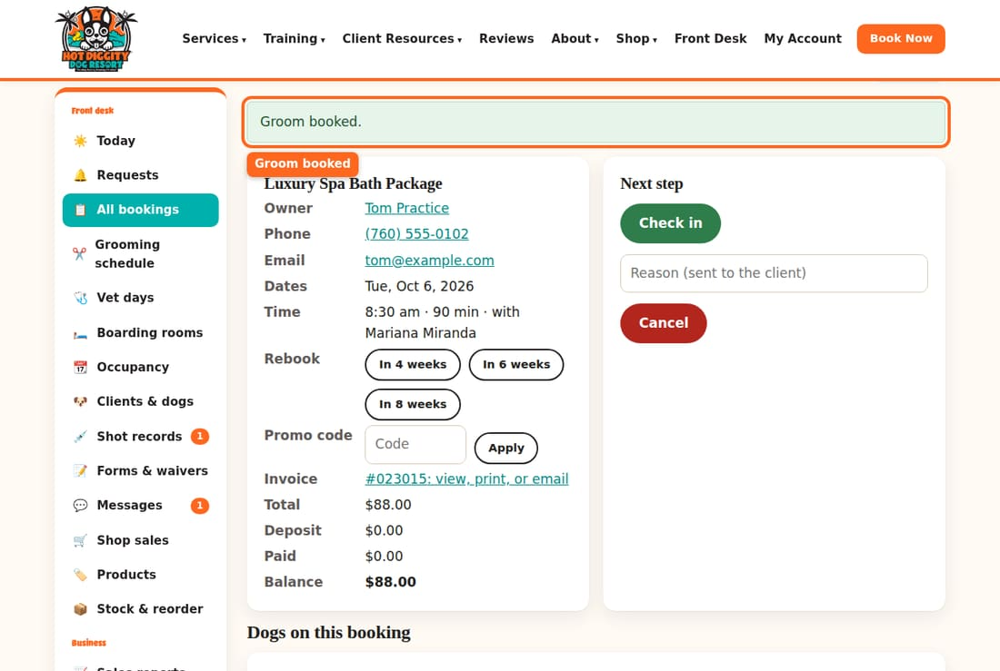 HOT DIGGITY
DOG RESORT
Services ▾
Training ▾
Client Resources ▾
Reviews
About ▾
Shop ▾
Front Desk
My Account
Book Now
Front desk
Today
Requests
All bookings
Grooming
schedule
Vet days
Boarding rooms
Occupancy
Clients & dogs
Shot records 1
Forms & waivers
Messages 1
Shop sales
Products
Stock & reorder
Business
Sales reports
Groom booked.
Groom booked
Luxury Spa Bath Package
Owner Tom Practice
Phone (760) 555-0102
Email tom@example.com
Dates Tue, Oct 6, 2026
Time 8:30 am · 90 min · with
Mariana Miranda
Rebook In 4 weeks In 6 weeks
In 8 weeks
Promo code Code Apply
Invoice #023015: view, print, or email
Total $88.00
Deposit $0.00
Paid $0.00
Balance $88.00
Next step
Check in
Reason (sent to the client)
Cancel
Dogs on this booking